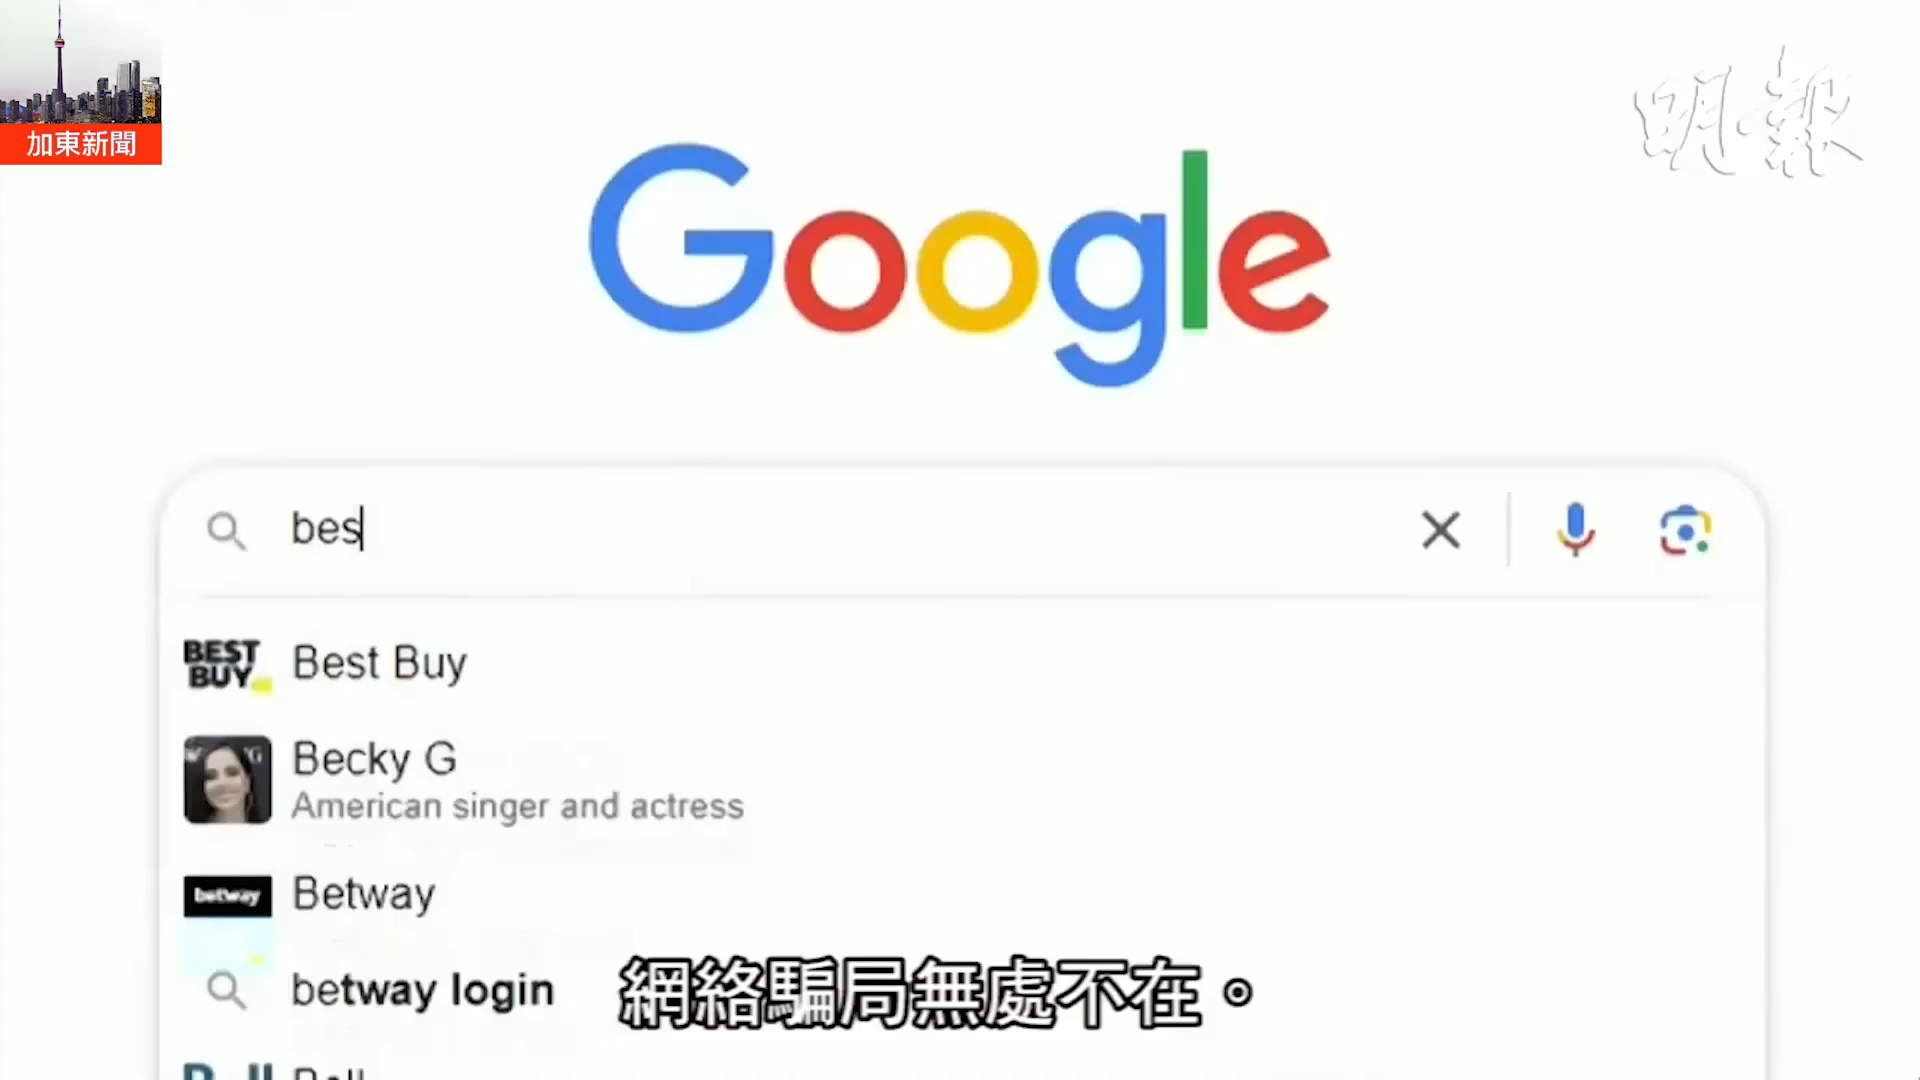 加東新聞
明報
Google
bes
BEST BUY
Best Buy
Becky G
American singer and actress
betway
Betway
betway login
網絡騙局無處不在。
Bell